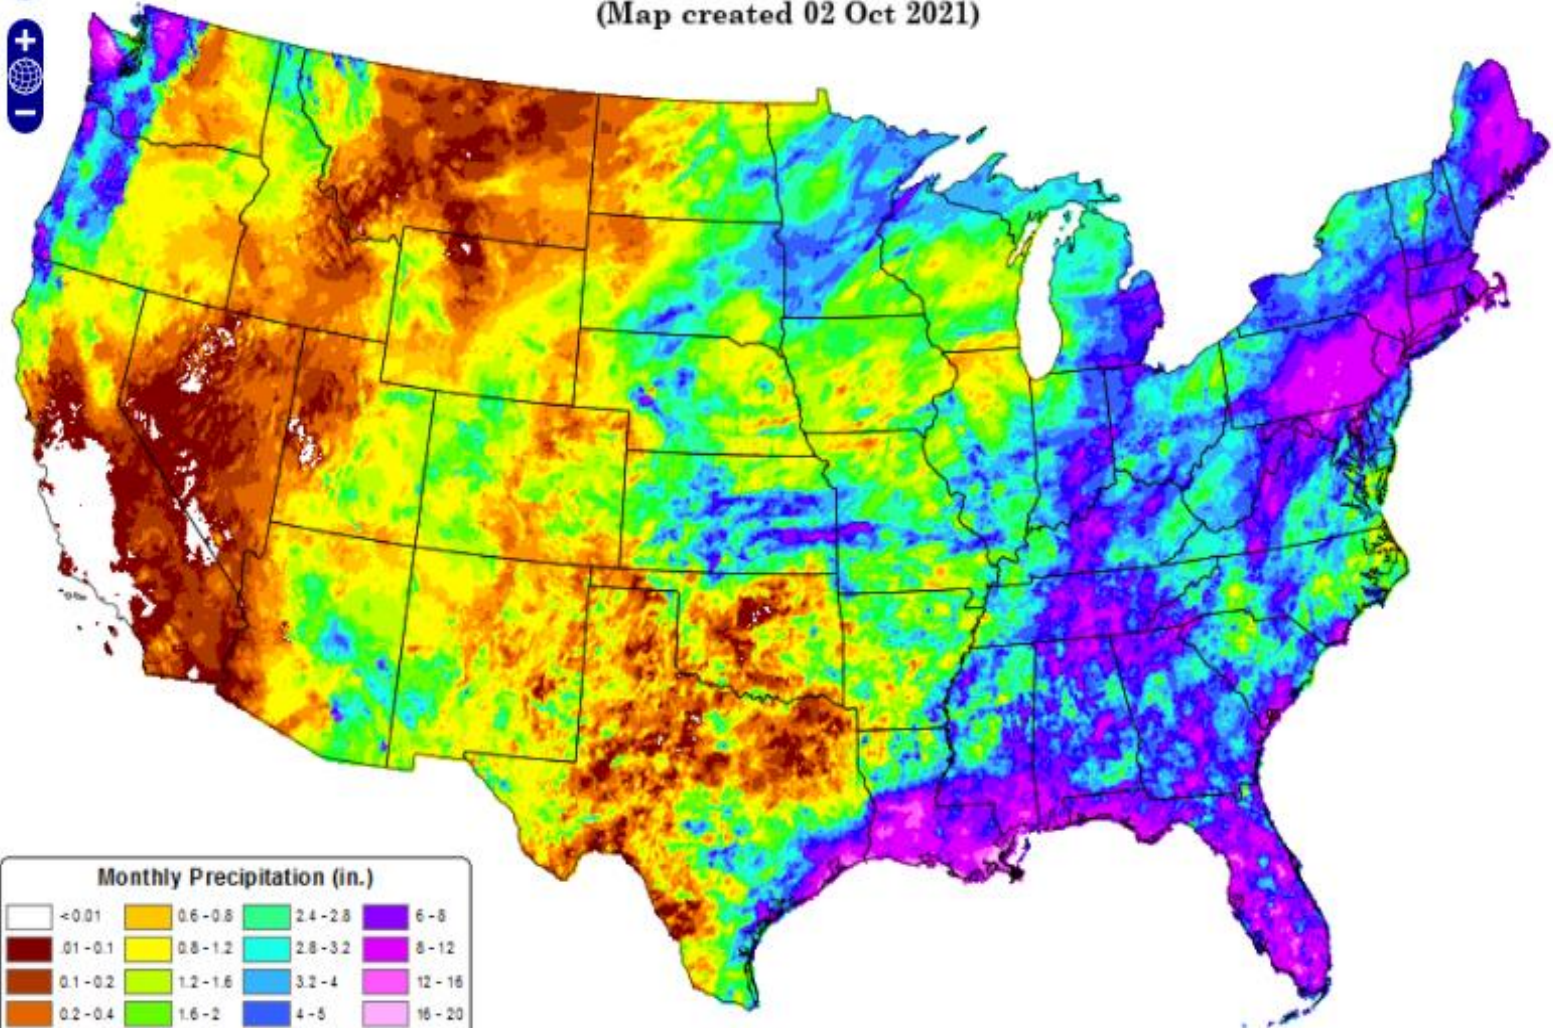 (Map created 02 Oct 2021)
+
−
Monthly Precipitation (in.)
<0.01 0.6 - 0.8 2.4 - 2.8 6 - 8
.01 - 0.1 0.8 - 1.2 2.8 - 3.2 8 - 12
0.1 - 0.2 1.2 - 1.6 3.2 - 4 12 - 16
0.2 - 0.4 1.6 - 2 4 - 5 16 - 20